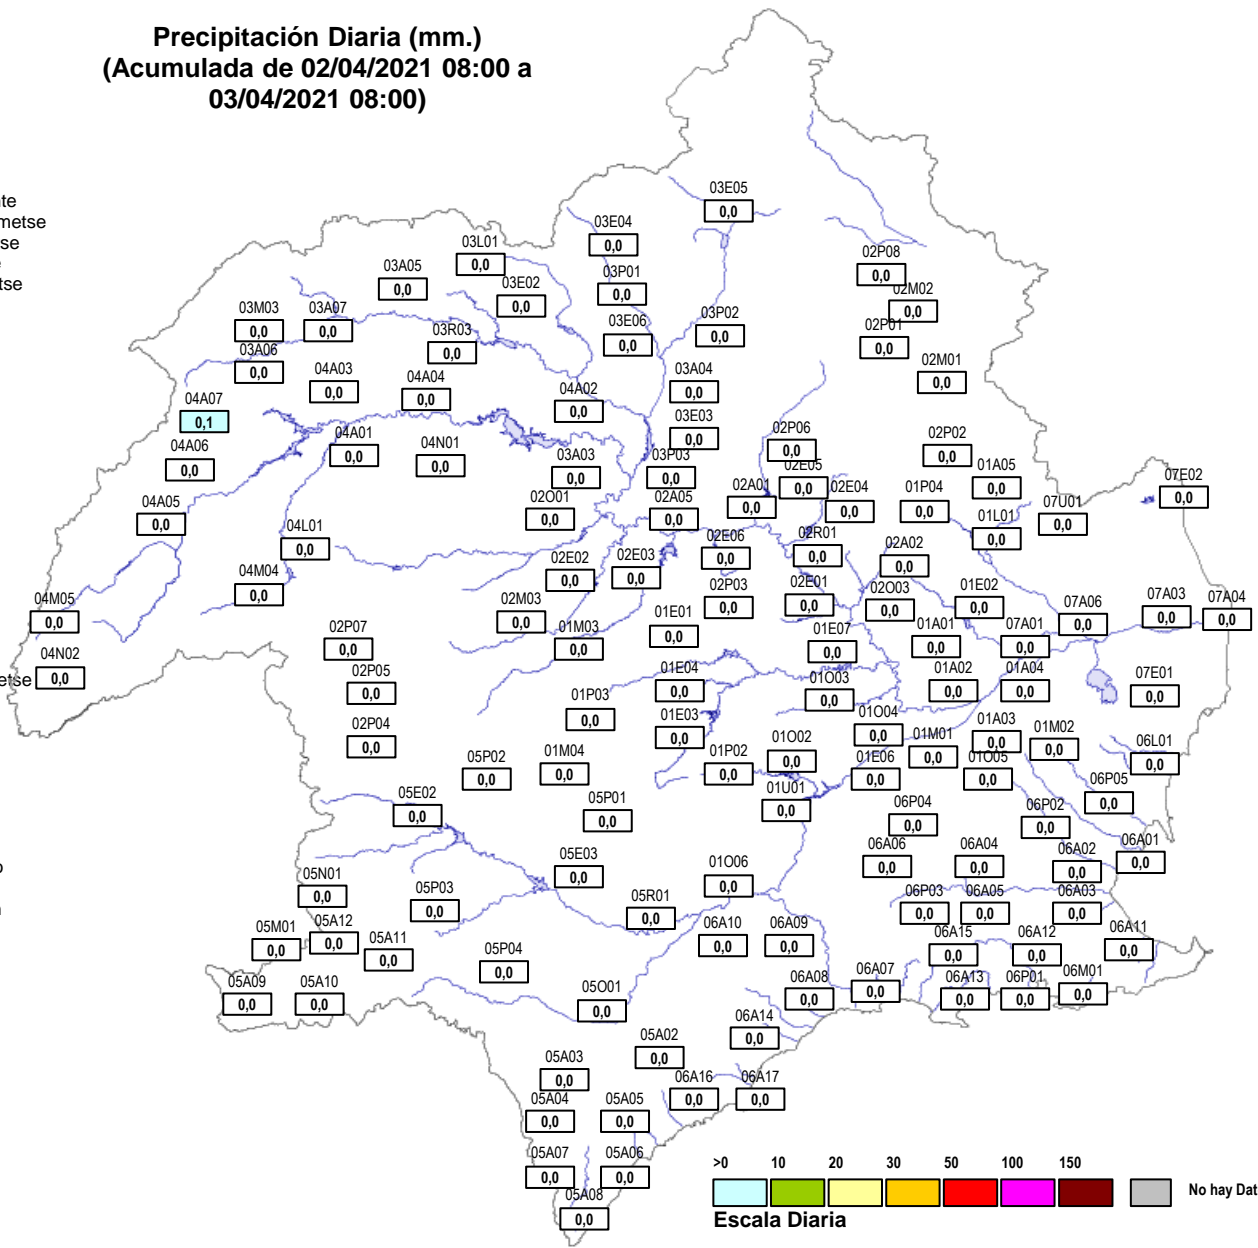 Precipitación Diaria (mm.)
(Acumulada de 02/04/2021 08:00 a
03/04/2021 08:00)
03E05
0,0
03E04
0,0
03L01
0,0
03A05
0,0
03P01
0,0
03E02
0,0
02P08
0,0
02M02
0,0
03M03
0,0
03A07
0,0
03R03
0,0
03E06
0,0
03P02
0,0
02P01
0,0
03A06
0,0
04A03
0,0
04A04
0,0
04A02
0,0
03A04
0,0
02M01
0,0
04A07
0,1
03E03
0,0
04A06
0,0
04A01
0,0
04N01
0,0
03A03
0,0
03P03
0,0
02P06
0,0
02P02
0,0
02E05
0,0
01A05
0,0
07E02
0,0
04A05
0,0
02O01
0,0
02A05
0,0
02A01
0,0
02E04
0,0
01P04
0,0
07U01
0,0
01L01
0,0
04L01
0,0
02E06
0,0
02R01
0,0
02A02
0,0
04M04
0,0
02E02
0,0
02E03
0,0
02P03
0,0
02E01
0,0
02O03
0,0
01E02
0,0
07A03
0,0
07A04
0,0
07A06
0,0
04M05
0,0
02M03
0,0
01E01
0,0
01M03
0,0
01E07
0,0
01A01
0,0
07A01
0,0
02P07
0,0
04N02
0,0
02P05
0,0
01E04
0,0
01O03
0,0
01A02
0,0
01A04
0,0
07E01
0,0
01P03
0,0
01E03
0,0
01O04
0,0
01A03
0,0
01M02
0,0
02P04
0,0
01M01
0,0
06L01
0,0
05P02
0,0
01M04
0,0
01P02
0,0
01O02
0,0
01E06
0,0
01O05
0,0
05E02
0,0
05P01
0,0
01U01
0,0
06P04
0,0
06P02
0,0
06P05
0,0
05E03
0,0
01O06
0,0
06A06
0,0
06A04
0,0
06A02
0,0
06A01
0,0
05N01
0,0
05P03
0,0
05R01
0,0
06P03
0,0
06A05
0,0
06A03
0,0
05M01
0,0
05A12
0,0
05A11
0,0
05P04
0,0
06A10
0,0
06A09
0,0
06A15
0,0
06A12
0,0
06A11
0,0
05A09
0,0
05A10
0,0
05O01
0,0
06A08
0,0
06A07
0,0
06A13
0,0
06P01
0,0
06M01
0,0
06A14
0,0
05A02
0,0
05A03
0,0
06A16
0,0
06A17
0,0
05A04
0,0
05A05
0,0
05A07
0,0
05A06
0,0
05A08
0,0
>0 10 20 30 50 100 150
No hay Dat
Escala Diaria